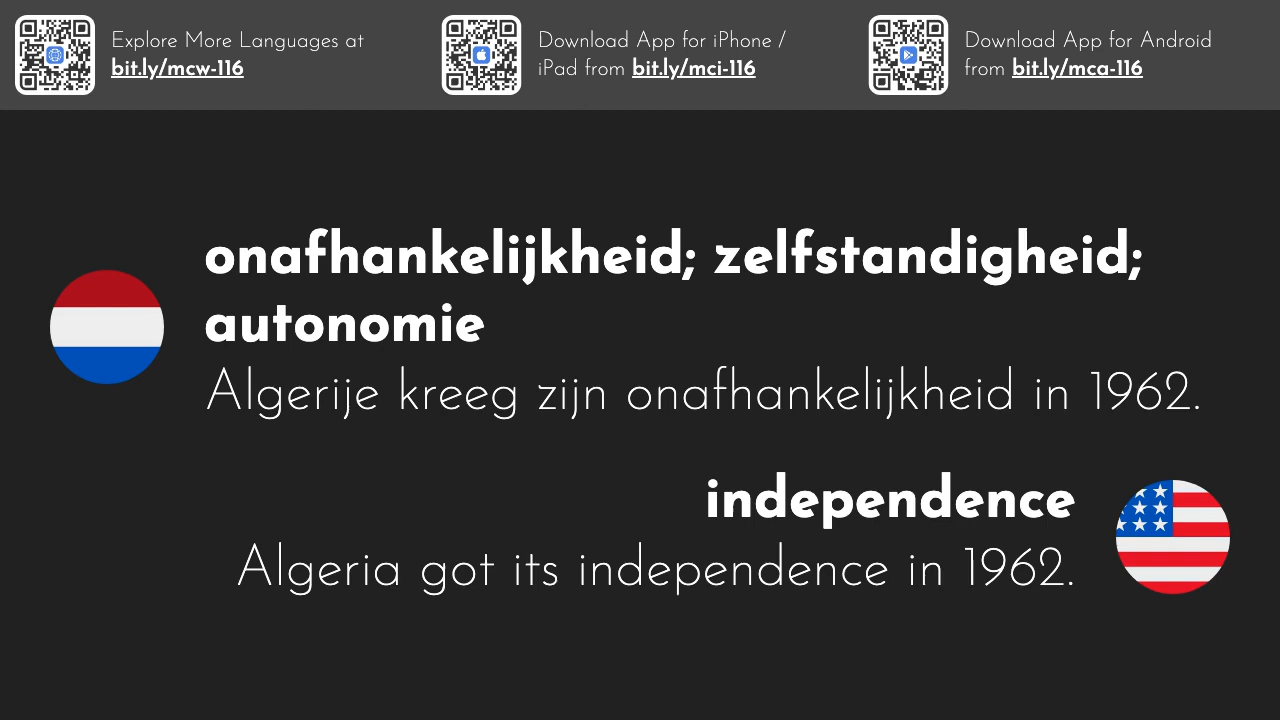 Explore More Languages at
bit.ly/mcw-116
Download App for iPhone /
iPad from bit.ly/mci-116
Download App for Android
from bit.ly/mca-116
onafhankelijkheid; zelfstandigheid;
autonomie
Algerije kreeg zijn onafhankelijkheid in 1962.
independence
Algeria got its independence in 1962.